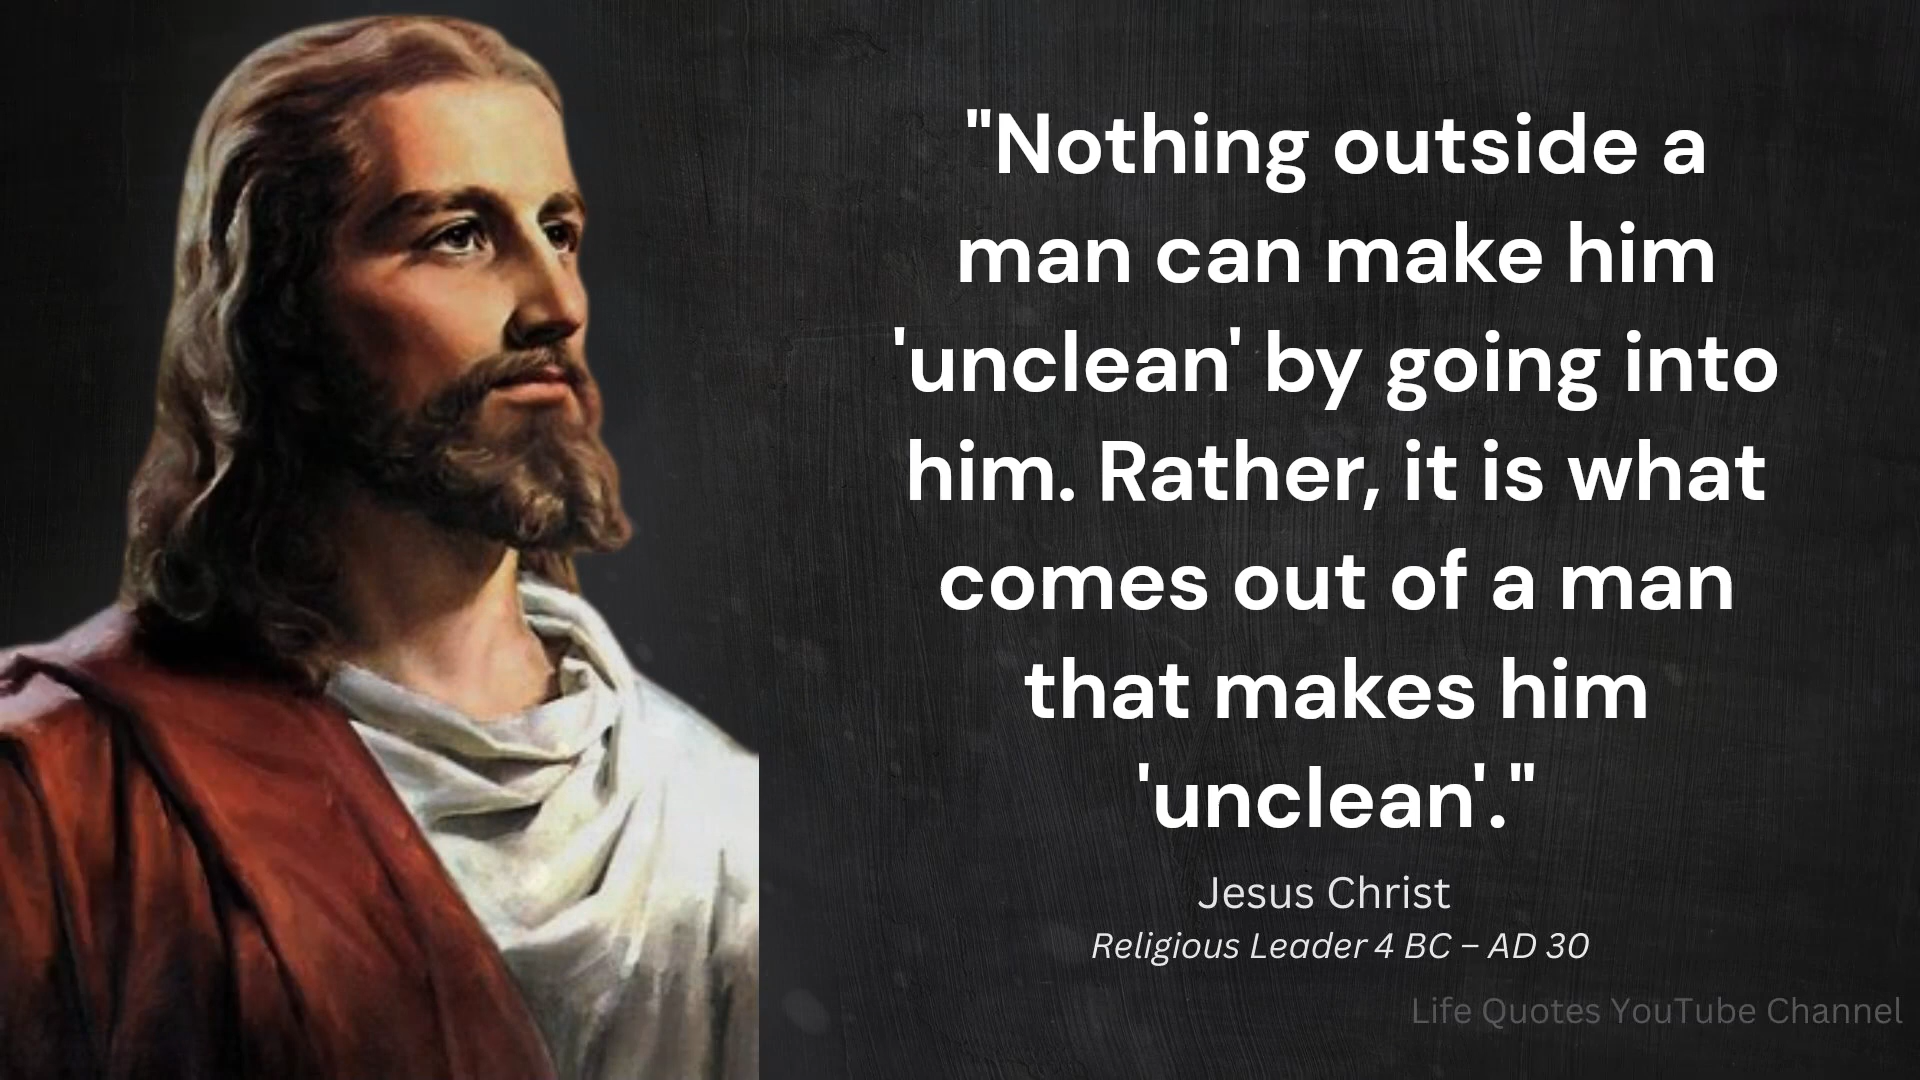 "Nothing outside a
man can make him
'unclean' by going into
him. Rather, it is what
comes out of a man
that makes him
'unclean'."
Jesus Christ
Religious Leader 4 BC – AD 30
Life Quotes YouTube Channel